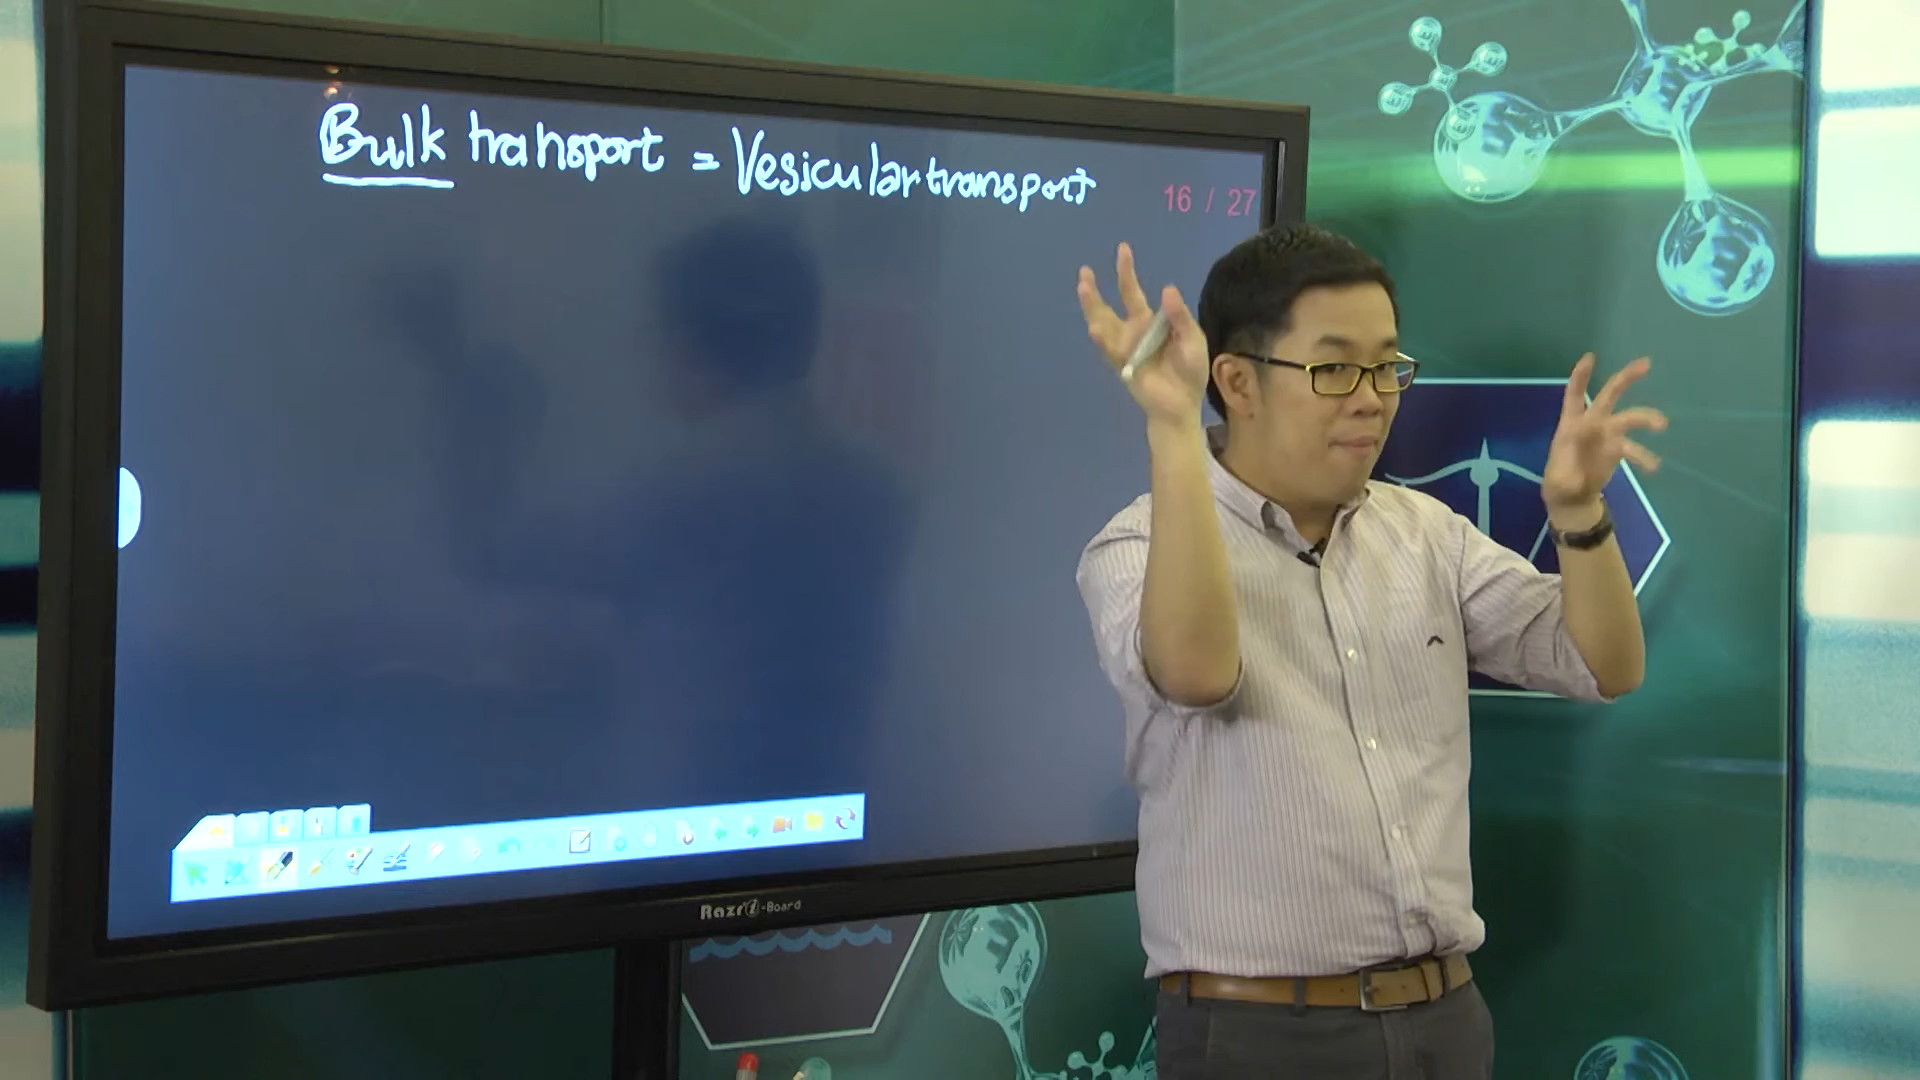 Bulk transport = Vesicular transport
16 / 27
Razr i-Board